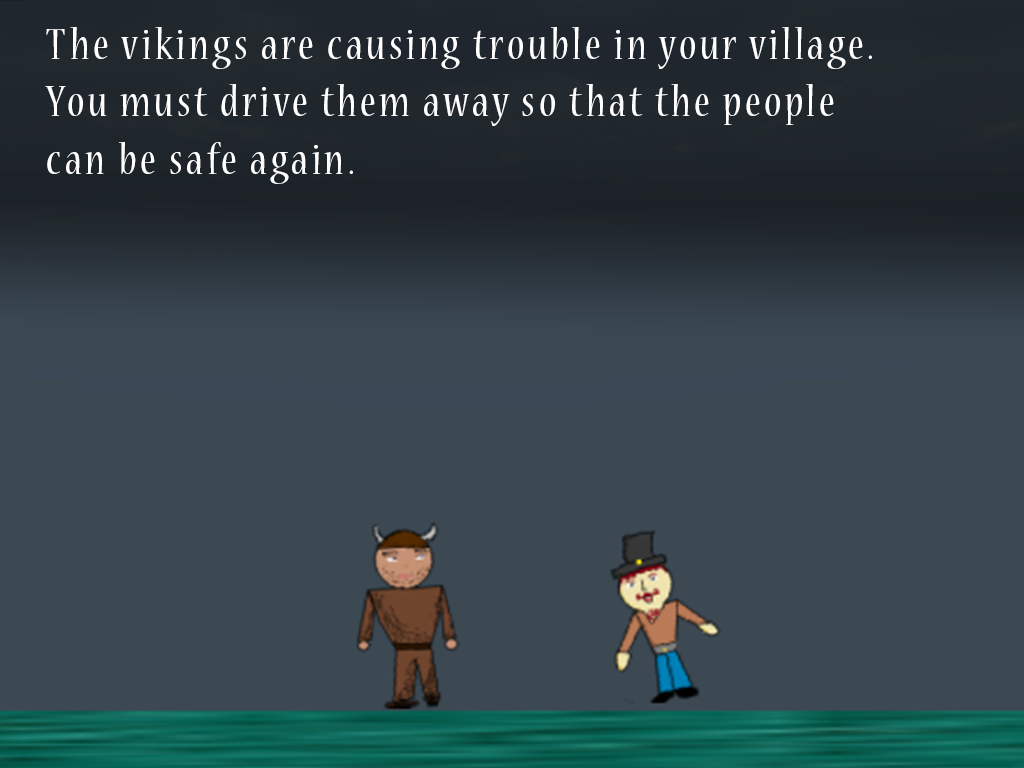 The vikings are causing trouble in your village.
You must drive them away so that the people
can be safe again.